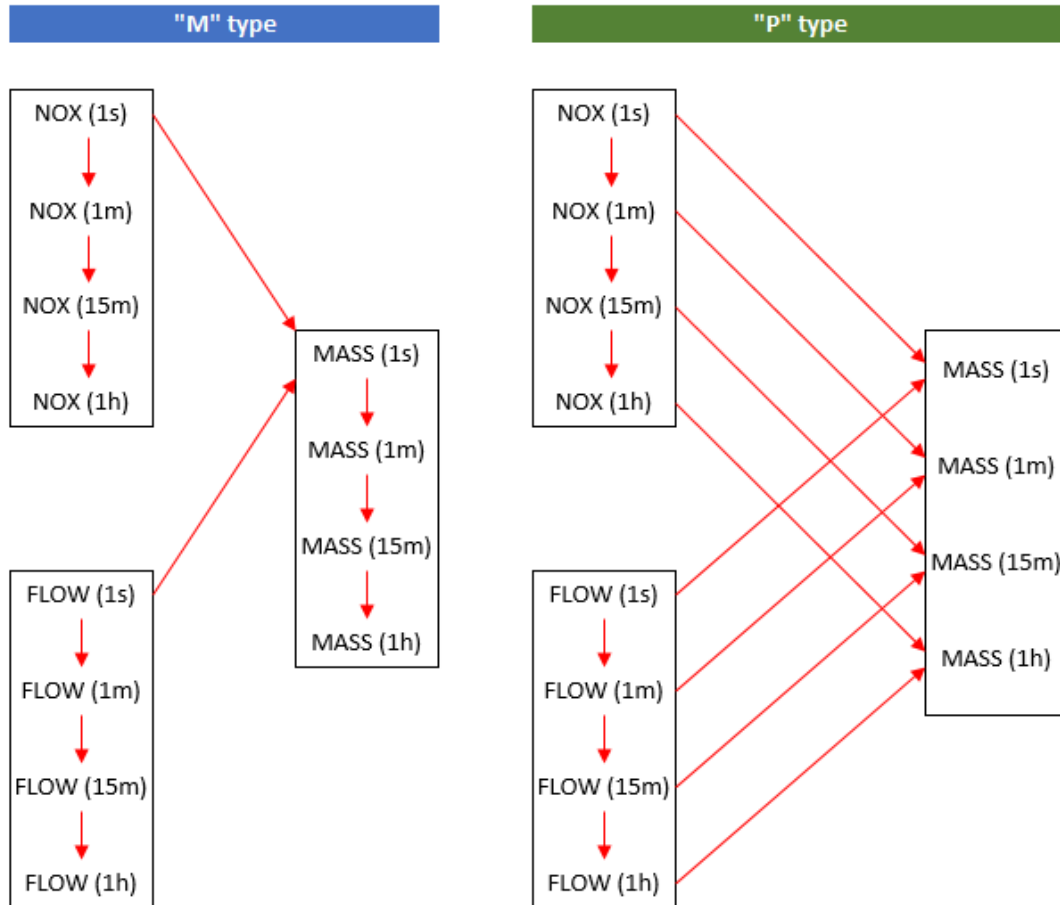 "M" type
NOX (1s)
NOX (1m)
NOX (15m)
NOX (1h)
MASS (1s)
MASS (1m)
MASS (15m)
MASS (1h)
FLOW (1s)
FLOW (1m)
FLOW (15m)
FLOW (1h)
"P" type
NOX (1s)
NOX (1m)
NOX (15m)
NOX (1h)
MASS (1s)
MASS (1m)
MASS (15m)
MASS (1h)
FLOW (1s)
FLOW (1m)
FLOW (15m)
FLOW (1h)